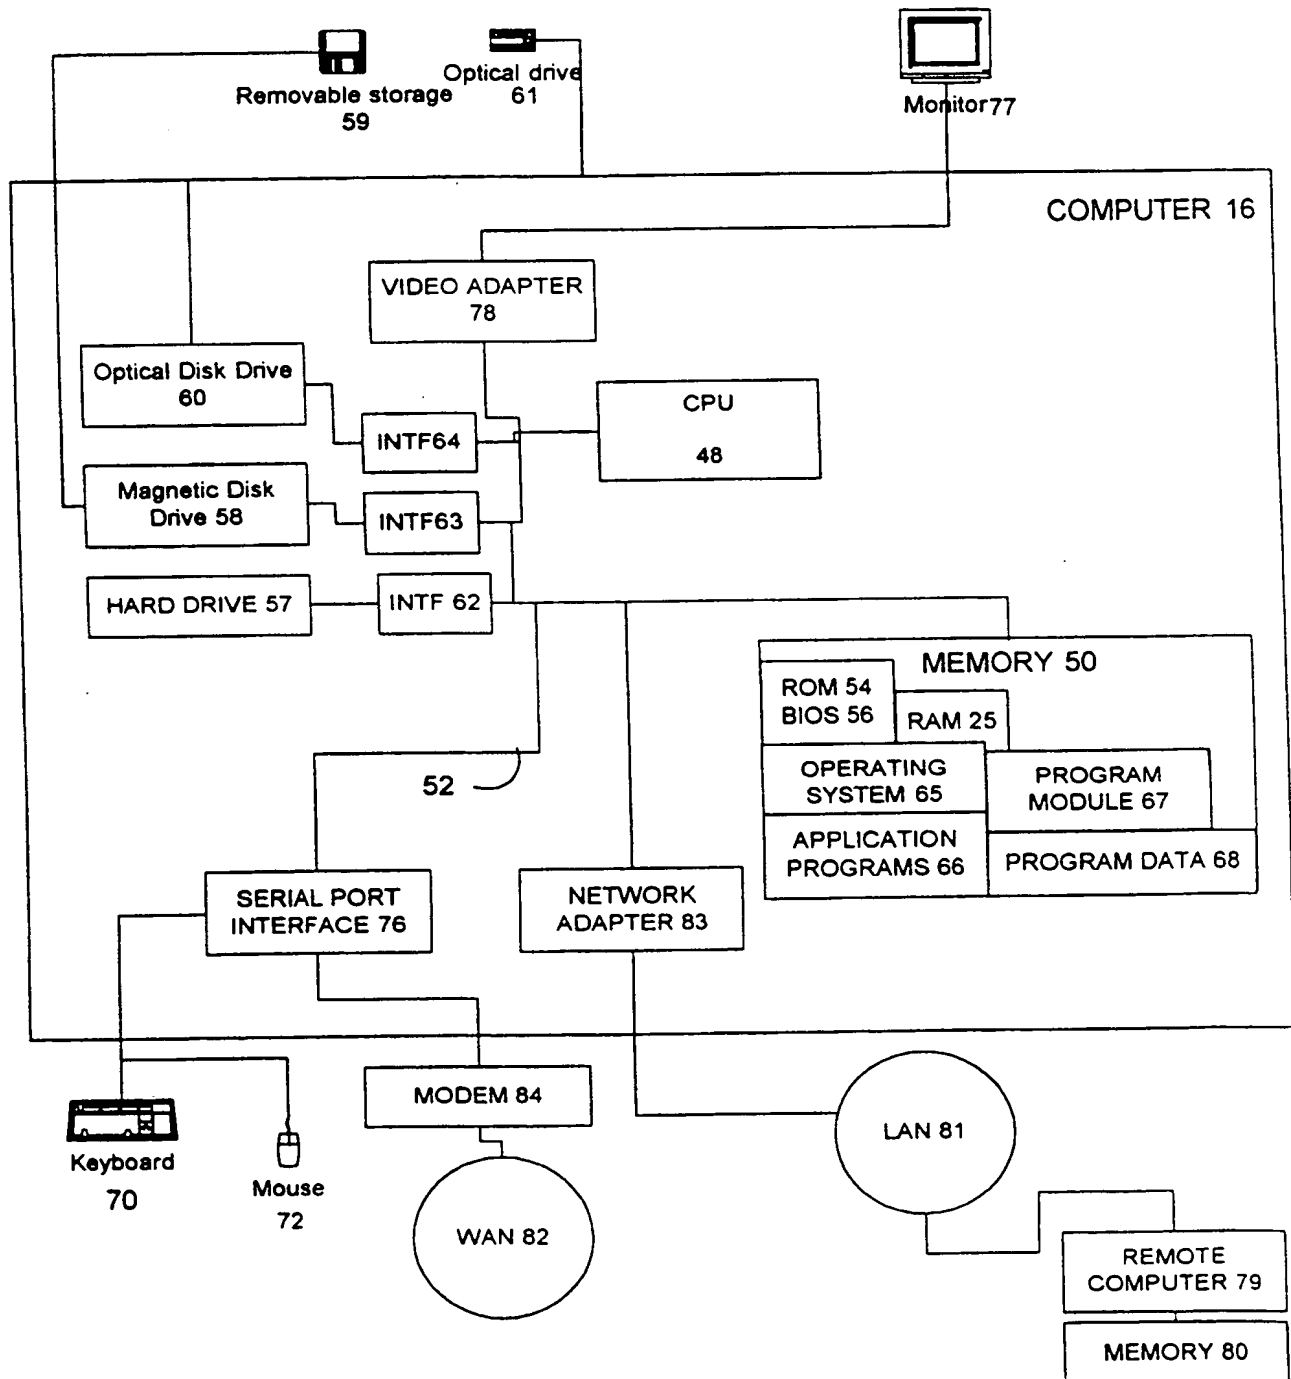 Removable storage
59
Optical drive
61
Monitor 77
COMPUTER 16
VIDEO ADAPTER
78
Optical Disk Drive
60
INTF64
CPU
48
Magnetic Disk
Drive 58
INTF63
HARD DRIVE 57
INTF 62
MEMORY 50
ROM 54
BIOS 56
RAM 25
OPERATING
SYSTEM 65
PROGRAM
MODULE 67
APPLICATION
PROGRAMS 66
PROGRAM DATA 68
52
SERIAL PORT
INTERFACE 76
NETWORK
ADAPTER 83
MODEM 84
LAN 81
Keyboard
70
Mouse
72
WAN 82
REMOTE
COMPUTER 79
MEMORY 80